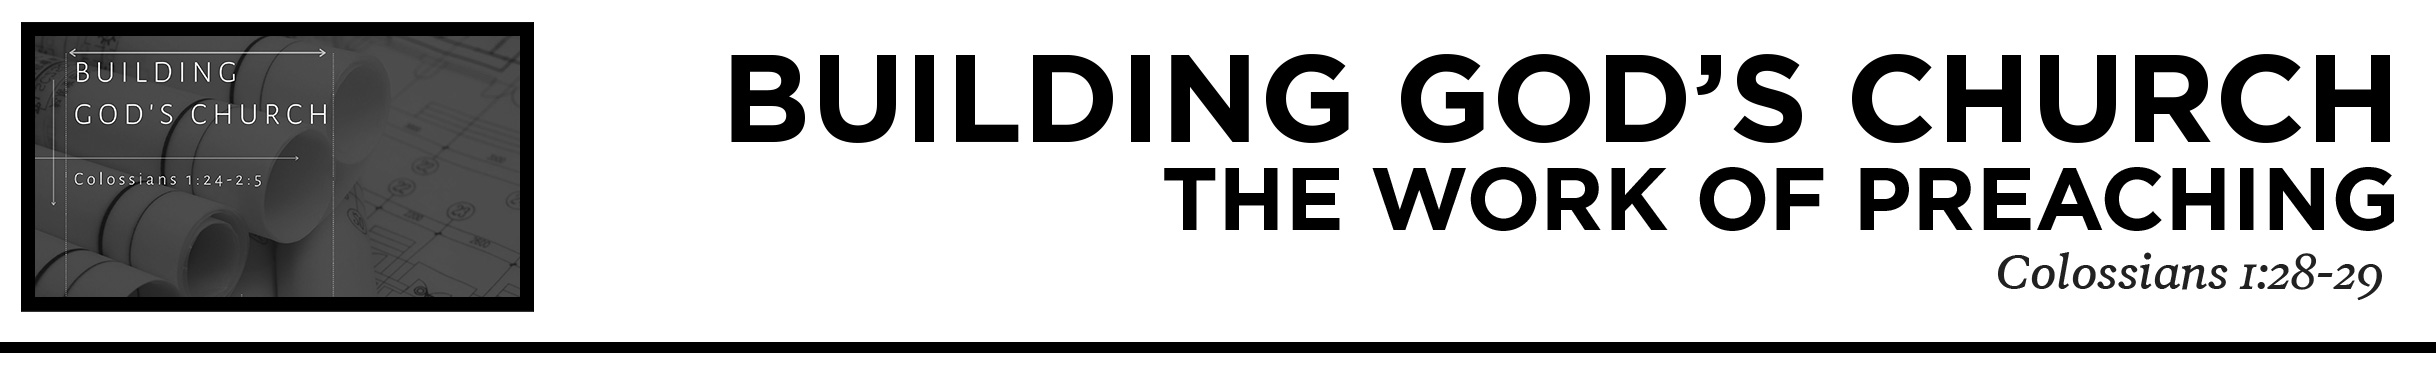 BUILDING
GOD'S CHURCH
Colossians 1:24-2:5
BUILDING GOD’S CHURCH
THE WORK OF PREACHING
Colossians 1:28-29